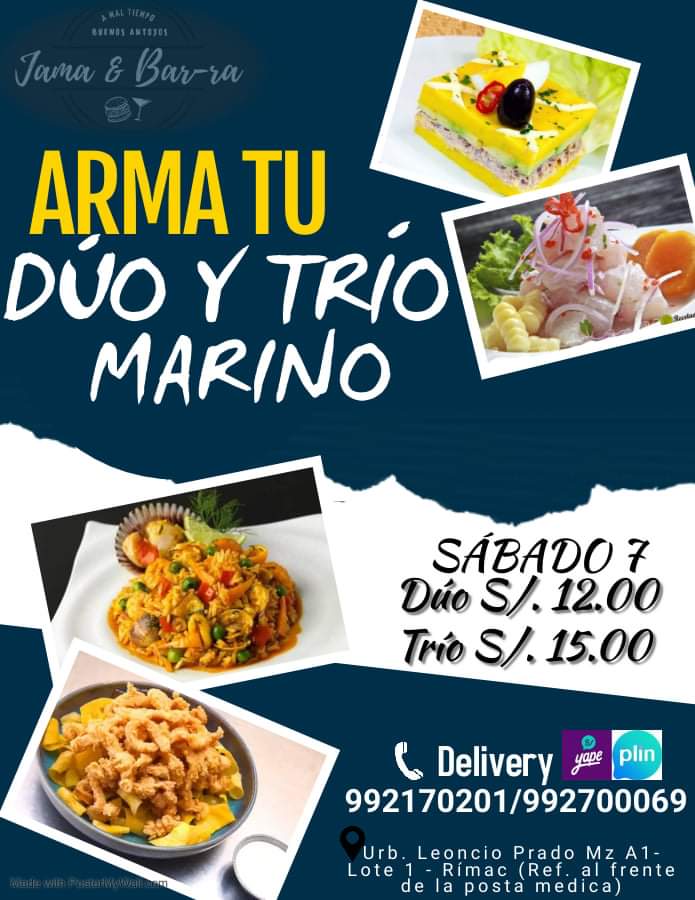 A MAL TIEMPO
BUENOS ANTOJOS
Jama & Bar-ra
ARMA TU
DÚO Y TRÍO
MARINO
SÁBADO 7
Dúo S/. 12.00
Trío S/. 15.00
Delivery
S/
yape
plin
992170201/992700069
Urb. Leoncio Prado Mz A1-
Lote 1 - Rímac (Ref. al frente
de la posta medica)
Made with PosterMyWall.com